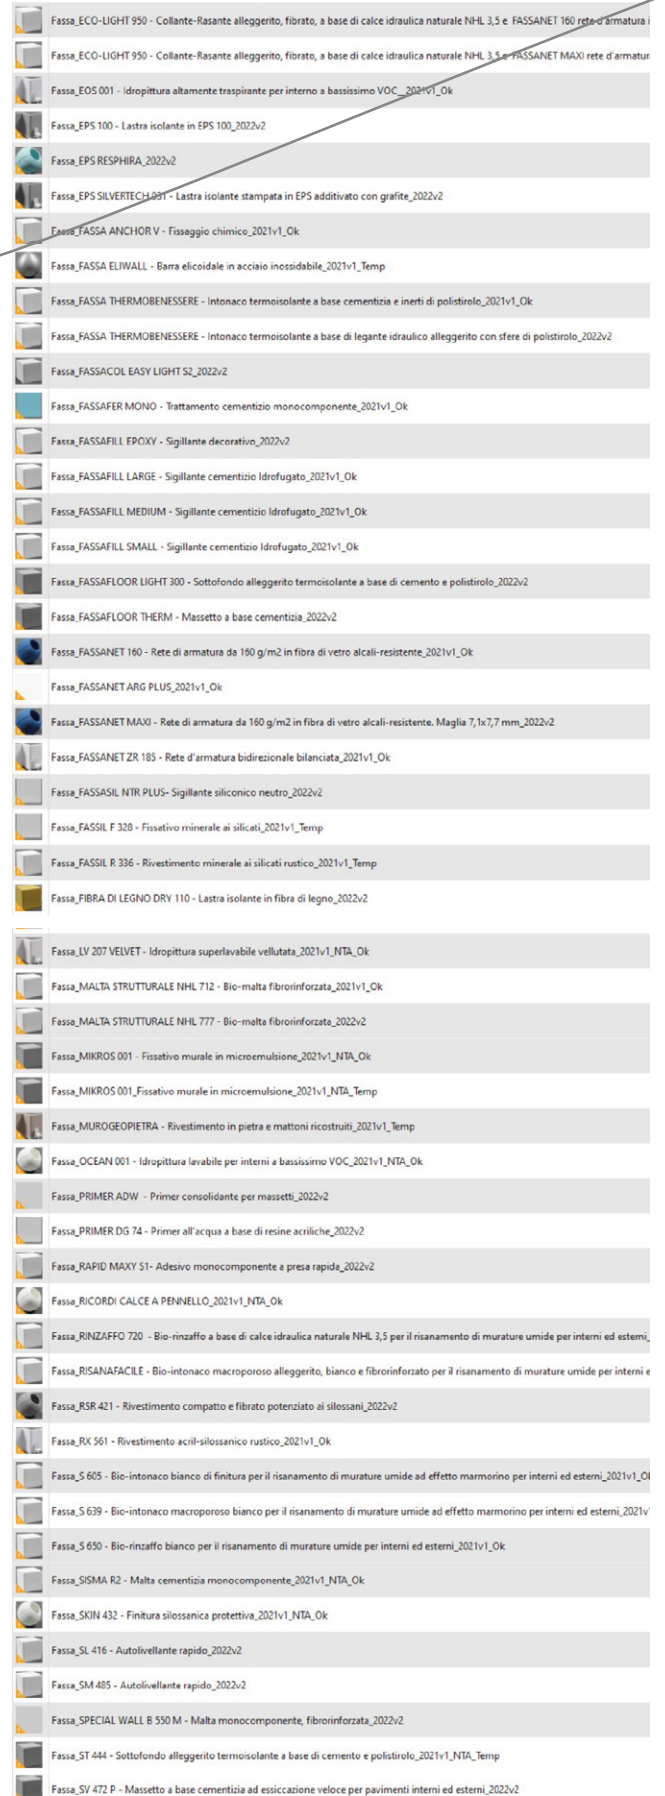 Fassa_ECO-LIGHT 950 - Collante-Rasante alleggerito, fibrato, a base di calce idraulica naturale NHL 3,5 e FASSANET 160 rete d'armatura
Fassa_ECO-LIGHT 950 - Collante-Rasante alleggerito, fibrato, a base di calce idraulica naturale NHL 3,5 e FASSANET MAXI rete d'armatur
Fassa_EOS 001 - Idropittura altamente traspirante per interno a bassissimo VOC__2021v1_Ok
Fassa_EPS 100 - Lastra isolante in EPS 100_2022v2
Fassa_EPS RESPHIRA_2022v2
Fassa_EPS SILVERTECH 031 - Lastra isolante stampata in EPS additivato con grafite_2022v2
Fassa_FASSA ANCHOR V - Fissaggio chimico_2021v1_Ok
Fassa_FASSA ELIWALL - Barra elicoidale in acciaio inossidabile_2021v1_Temp
Fassa_FASSA THERMOBENESSERE - Intonaco termoisolante a base cementizia e inerti di polistirolo_2021v1_Ok
Fassa_FASSA THERMOBENESSERE - Intonaco termoisolante a base di legante idraulico alleggerito con sfere di polistirolo_2022v2
Fassa_FASSACOL EASY LIGHT S2_2022v2
Fassa_FASSAFER MONO - Trattamento cementizio monocomponente_2021v1_Ok
Fassa_FASSAFILL EPOXY - Sigillante decorativo_2022v2
Fassa_FASSAFILL LARGE - Sigillante cementizio Idrofugato_2021v1_Ok
Fassa_FASSAFILL MEDIUM - Sigillante cementizio Idrofugato_2021v1_Ok
Fassa_FASSAFILL SMALL - Sigillante cementizio Idrofugato_2021v1_Ok
Fassa_FASSAFLOOR LIGHT 300 - Sottofondo alleggerito termoisolante a base di cemento e polistirolo_2022v2
Fassa_FASSAFLOOR THERM - Massetto a base cementizia_2022v2
Fassa_FASSANET 160 - Rete di armatura da 160 g/m2 in fibra di vetro alcali-resistente_2021v1_Ok
Fassa_FASSANET ARG PLUS_2021v1_Ok
Fassa_FASSANET MAXI - Rete di armatura da 160 g/m2 in fibra di vetro alcali-resistente. Maglia 7,1x7,7 mm_2022v2
Fassa_FASSANET ZR 185 - Rete d'armatura bidirezionale bilanciata_2021v1_Ok
Fassa_FASSASIL NTR PLUS- Sigillante siliconico neutro_2022v2
Fassa_FASSIL F 328 - Fissativo minerale ai silicati_2021v1_Temp
Fassa_FASSIL R 336 - Rivestimento minerale ai silicati rustico_2021v1_Temp
Fassa_FIBRA DI LEGNO DRY 110 - Lastra isolante in fibra di legno_2022v2
Fassa_LV 207 VELVET - Idropittura superlavabile vellutata_2021v1_NTA_Ok
Fassa_MALTA STRUTTURALE NHL 712 - Bio-malta fibrorinforzata_2021v1_Ok
Fassa_MALTA STRUTTURALE NHL 777 - Bio-malta fibrorinforzata_2022v2
Fassa_MIKROS 001 - Fissativo murale in microemulsione_2021v1_NTA_Ok
Fassa_MIKROS 001_Fissativo murale in microemulsione_2021v1_NTA_Temp
Fassa_MUROGEOPIETRA - Rivestimento in pietra e mattoni ricostruiti_2021v1_Temp
Fassa_OCEAN 001 - Idropittura lavabile per interni a bassissimo VOC_2021v1_NTA_Ok
Fassa_PRIMER ADW - Primer consolidante per massetti_2022v2
Fassa_PRIMER DG 74 - Primer all'acqua a base di resine acriliche_2022v2
Fassa_RAPID MAXY S1- Adesivo monocomponente a presa rapida_2022v2
Fassa_RICORDI CALCE A PENNELLO_2021v1_NTA_Ok
Fassa_RINZAFFO 720 - Bio-rinzaffo a base di calce idraulica naturale NHL 3,5 per il risanamento di murature umide per interni ed esterni_
Fassa_RISANAFACILE - Bio-intonaco macroporoso alleggerito, bianco e fibrorinforzato per il risanamento di murature umide per interni e
Fassa_RSR 421 - Rivestimento compatto e fibrato potenziato ai silossani_2022v2
Fassa_RX 561 - Rivestimento acril-silossanico rustico_2021v1_Ok
Fassa_S 605 - Bio-intonaco bianco di finitura per il risanamento di murature umide ad effetto marmorino per interni ed esterni_2021v1_Ok
Fassa_S 639 - Bio-intonaco macroporoso bianco per il risanamento di murature umide ad effetto marmorino per interni ed esterni_2021v
Fassa_S 650 - Bio-rinzaffo bianco per il risanamento di murature umide per interni ed esterni_2021v1_Ok
Fassa_SISMA R2 - Malta cementizia monocomponente_2021v1_NTA_Ok
Fassa_SKIN 432 - Finitura silossanica protettiva_2021v1_NTA_Ok
Fassa_SL 416 - Autolivellante rapido_2022v2
Fassa_SM 485 - Autolivellante rapido_2022v2
Fassa_SPECIAL WALL B 550 M - Malta monocomponente, fibrorinforzata_2022v2
Fassa_ST 444 - Sottofondo alleggerito termoisolante a base di cemento e polistirolo_2021v1_NTA_Temp
Fassa_SV 472 P - Massetto a base cementizia ad essiccazione veloce per pavimenti interni ed esterni_2022v2